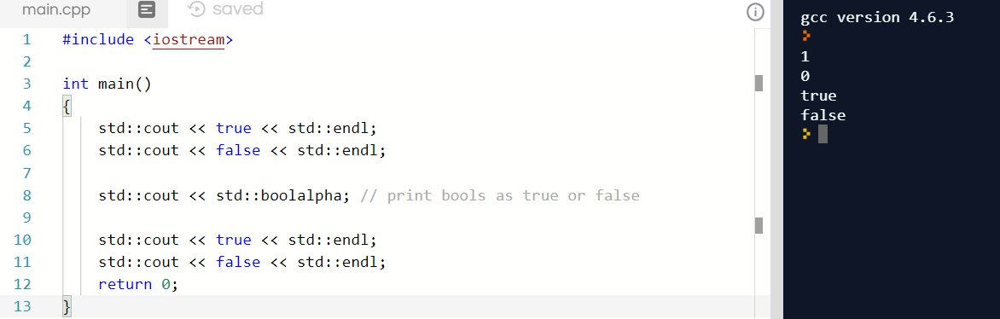 main.cpp saved
1 #include <iostream>
2
3 int main()
4 {
5     std::cout << true << std::endl;
6     std::cout << false << std::endl;
7
8     std::cout << std::boolalpha; // print bools as true or false
9
10     std::cout << true << std::endl;
11     std::cout << false << std::endl;
12     return 0;
13 }
gcc version 4.6.3
1
0
true
false